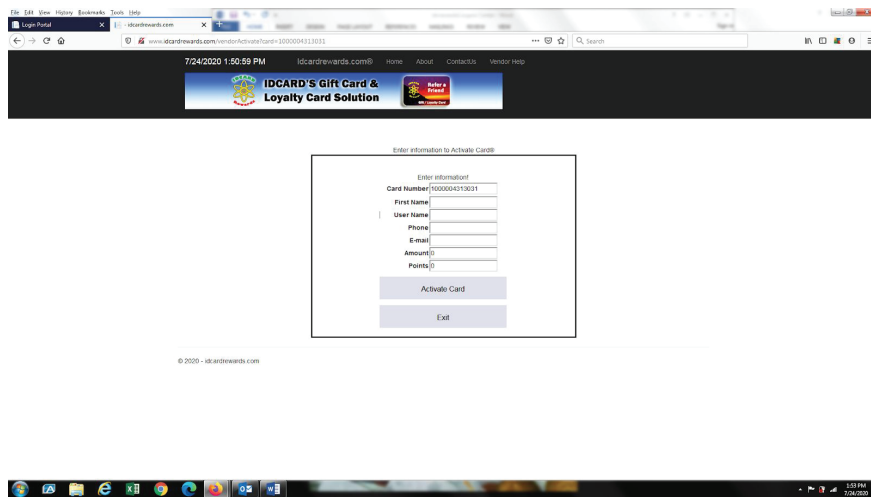 File Edit View History Bookmarks Tools Help
Login Portal X - idcardrewards.com X +
www.idcardrewards.com/vendorActivate?card=1000004313031 Search
7/24/2020 1:50:59 PM Idcardrewards.com® Home About ContactUs Vendor Help
IDCARD'S Gift Card &
Loyalty Card Solution
Refer a
Friend
Enter information to Activate Card®
Enter information!
Card Number 1000004313031
First Name
User Name
Phone
E-mail
Amount 0
Points 0
Activate Card
Exit
© 2020 - idcardrewards.com
1:53 PM
7/24/2020